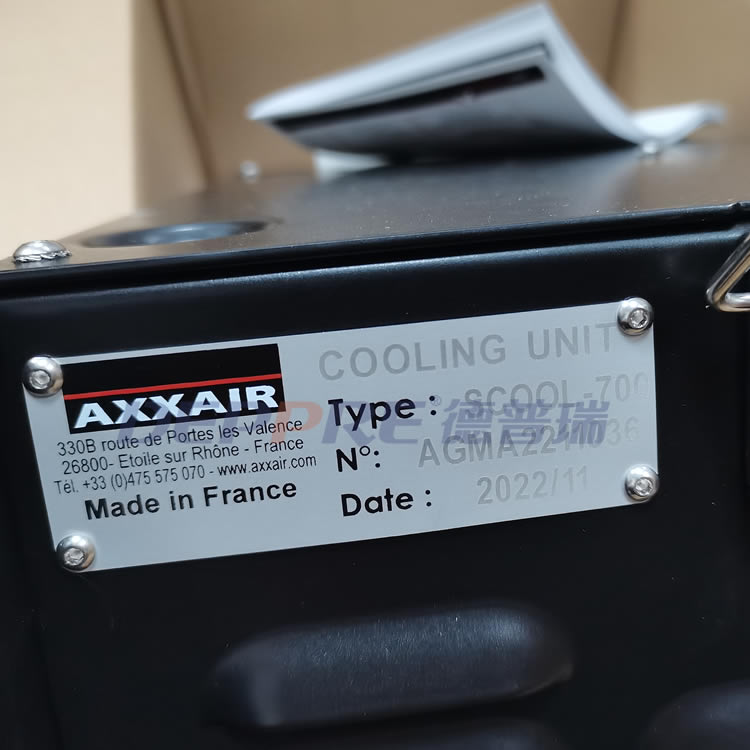 AXXAIR
330B route de Portes les Valence
26800- Etoile sur Rhône - France
Tél. +33 (0)475 575 070 - www.axxair.com
Made in France
COOLING UNIT
Type : SCOOL-700
N°:
Date : 2022/11
DEPPRE 德普瑞